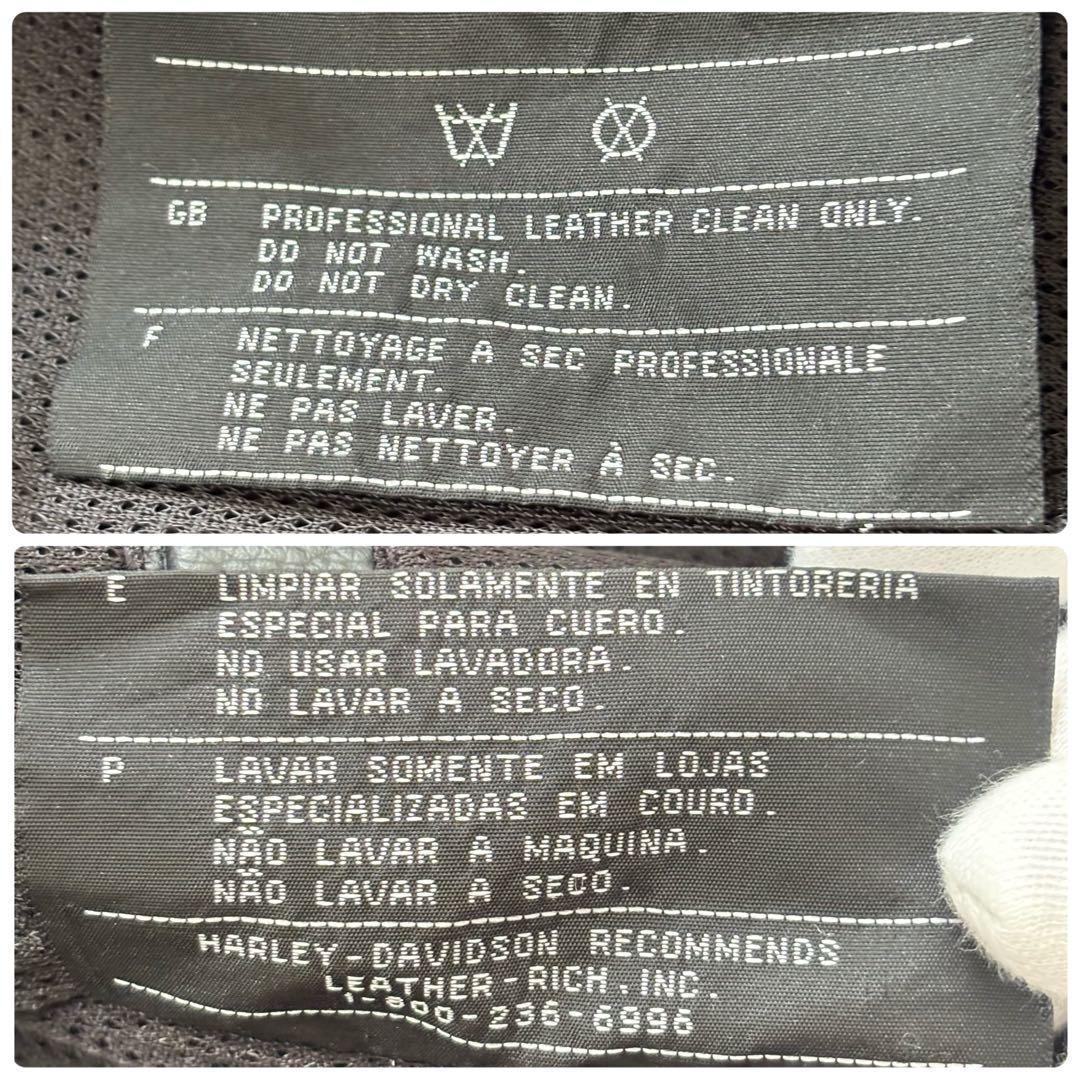 GB PROFESSIONAL LEATHER CLEAN ONLY.
DO NOT WASH.
DO NOT DRY CLEAN.
F NETTOYAGE A SEC PROFESSIONALE
SEULEMENT.
NE PAS LAVER.
NE PAS NETTOYER À SEC.
E LIMPIAR SOLAMENTE EN TINTORERIA
ESPECIAL PARA CUERO.
NO USAR LAVADORA.
NO LAVAR A SECO.
P LAVAR SOMENTE EM LOJAS
ESPECIALIZADAS EM COURO.
NÃO LAVAR A MAQUINA.
NÃO LAVAR A SECO.
HARLEY-DAVIDSON RECOMMENDS
LEATHER-RICH, INC.
1-800-236-6996